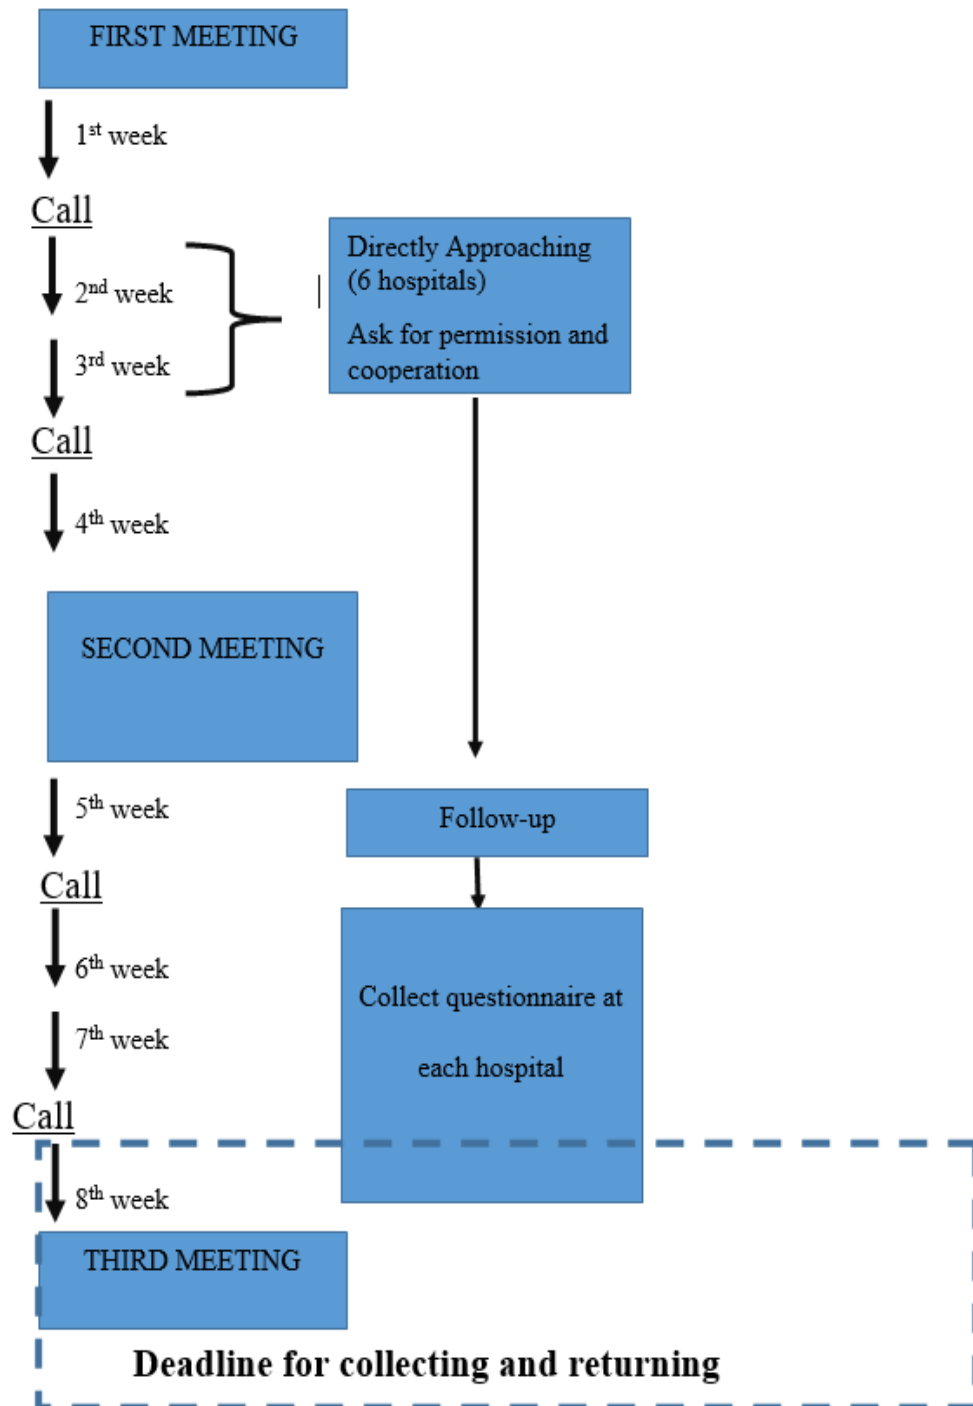 FIRST MEETING
1st week
Call
2nd week
3rd week
Directly Approaching
(6 hospitals)
Ask for permission and
cooperation
Call
4th week
SECOND MEETING
5th week
Follow-up
Call
6th week
7th week
Collect questionnaire at
each hospital
Call
8th week
THIRD MEETING
Deadline for collecting and returning